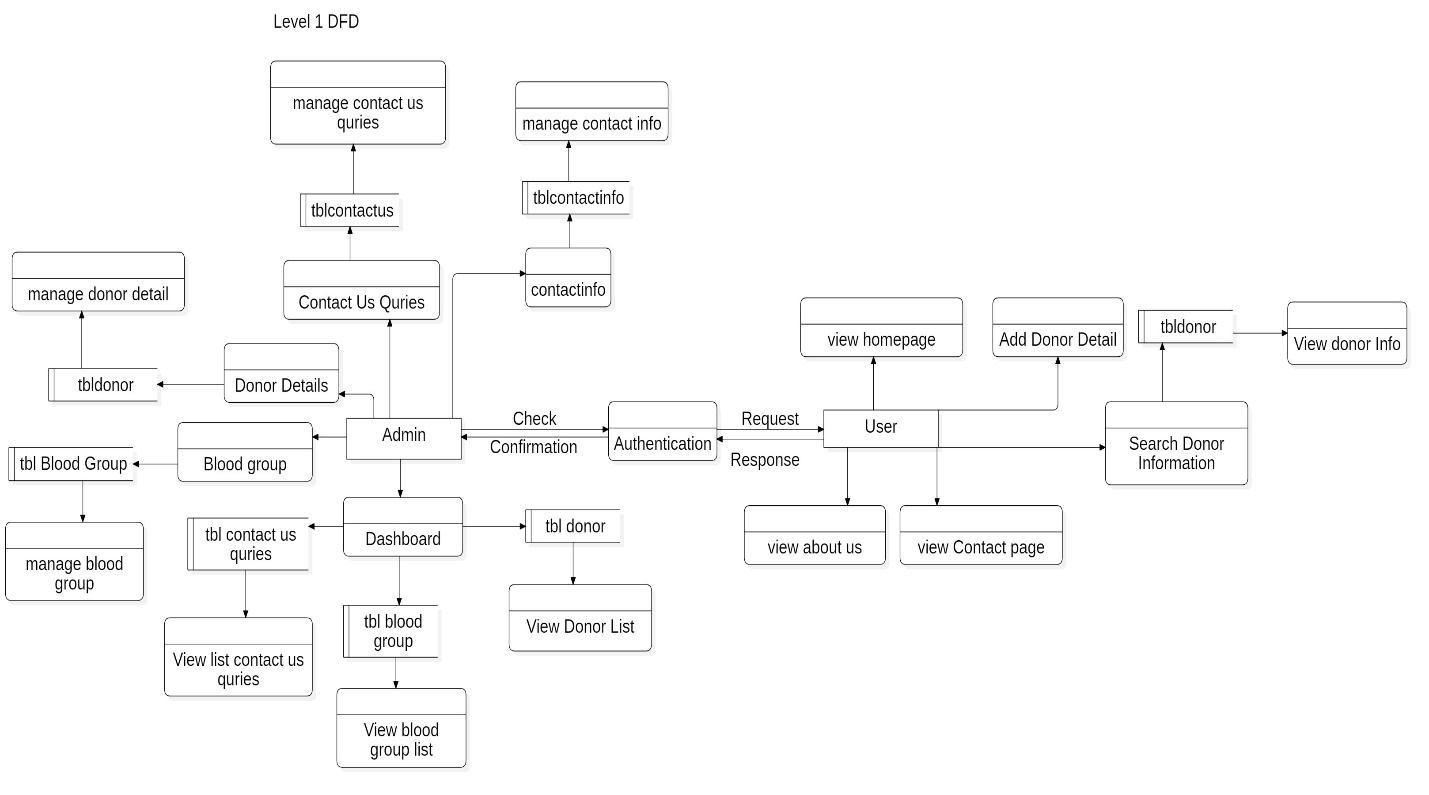 Level 1 DFD
manage contact us
quries
manage contact info
tblcontactus
tblcontactinfo
manage donor detail
Contact Us Quries
contactinfo
view homepage
Add Donor Detail
tbldonor
View donor Info
tbldonor
Donor Details
Admin
Check
Confirmation
Authentication
Request
Response
User
Search Donor
Information
tbl Blood Group
Blood group
manage blood
group
tbl contact us
quries
Dashboard
tbl donor
view about us
view Contact page
View list contact us
quries
tbl blood
group
View Donor List
View blood
group list